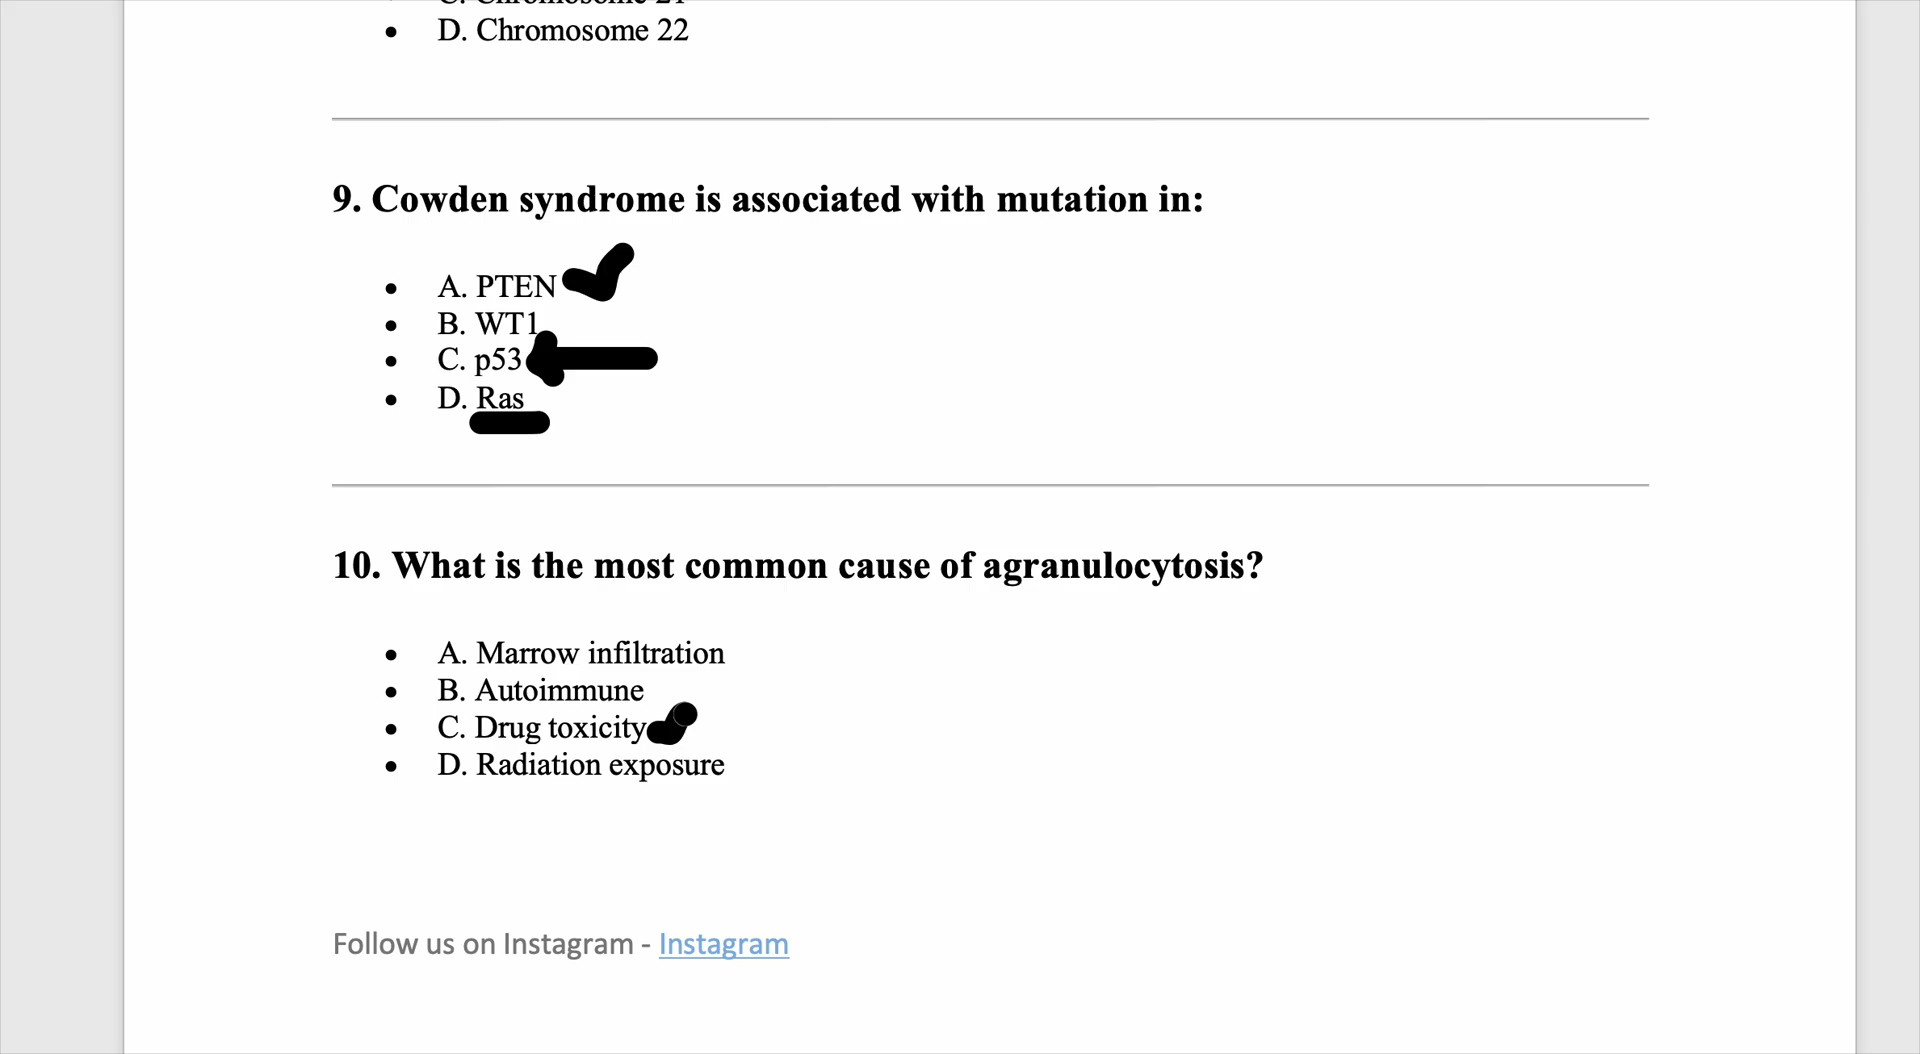 D. Chromosome 22
9. Cowden syndrome is associated with mutation in:
A. PTEN
B. WT1
C. p53
D. Ras
10. What is the most common cause of agranulocytosis?
A. Marrow infiltration
B. Autoimmune
C. Drug toxicity
D. Radiation exposure
Follow us on Instagram - Instagram